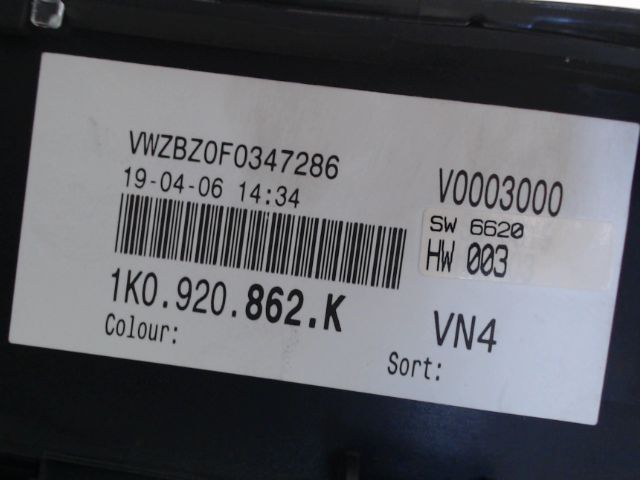 VWZBZ0F0347286
19-04-06 14:34
V0003000
SW 6620
HW 003
1K0.920.862.K
Colour:
VN4
Sort: